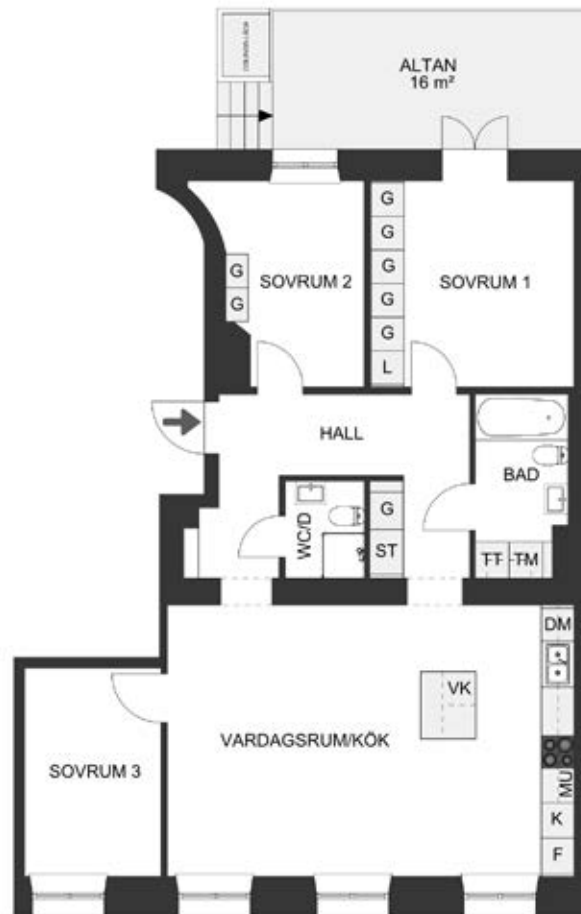 ALTAN
16 m²
G
G
G
G
G
L
G
G
SOVRUM 2
SOVRUM 1
HALL
BAD
WC/D
G
ST
TT
TM
DM
VK
VARDAGSRUM/KÖK
SOVRUM 3
MU
K
F